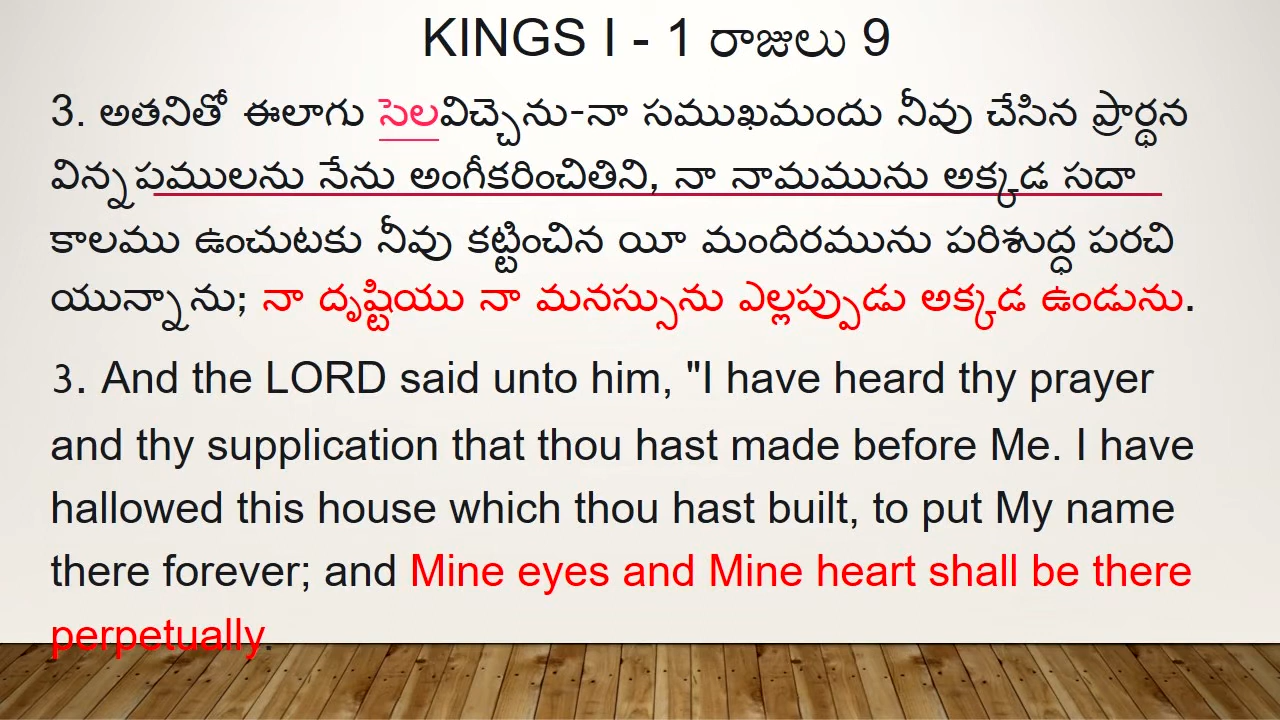 KINGS I - 1 రాజులు 9
3. అతనితో ఈలాగు సెలవిచ్చెను-నా సముఖమందు నీవు చేసిన ప్రార్థన
విన్నపములను నేను అంగీకరించితిని, నా నామమును అక్కడ సదా
కాలము ఉంచుటకు నీవు కట్టించిన యీ మందిరమును పరిశుద్ధ పరచి
యున్నాను; నా దృష్టియు నా మనస్సును ఎల్లప్పుడు అక్కడ ఉండును.
3. And the LORD said unto him, "I have heard thy prayer
and thy supplication that thou hast made before Me. I have
hallowed this house which thou hast built, to put My name
there forever; and Mine eyes and Mine heart shall be there
perpetually.